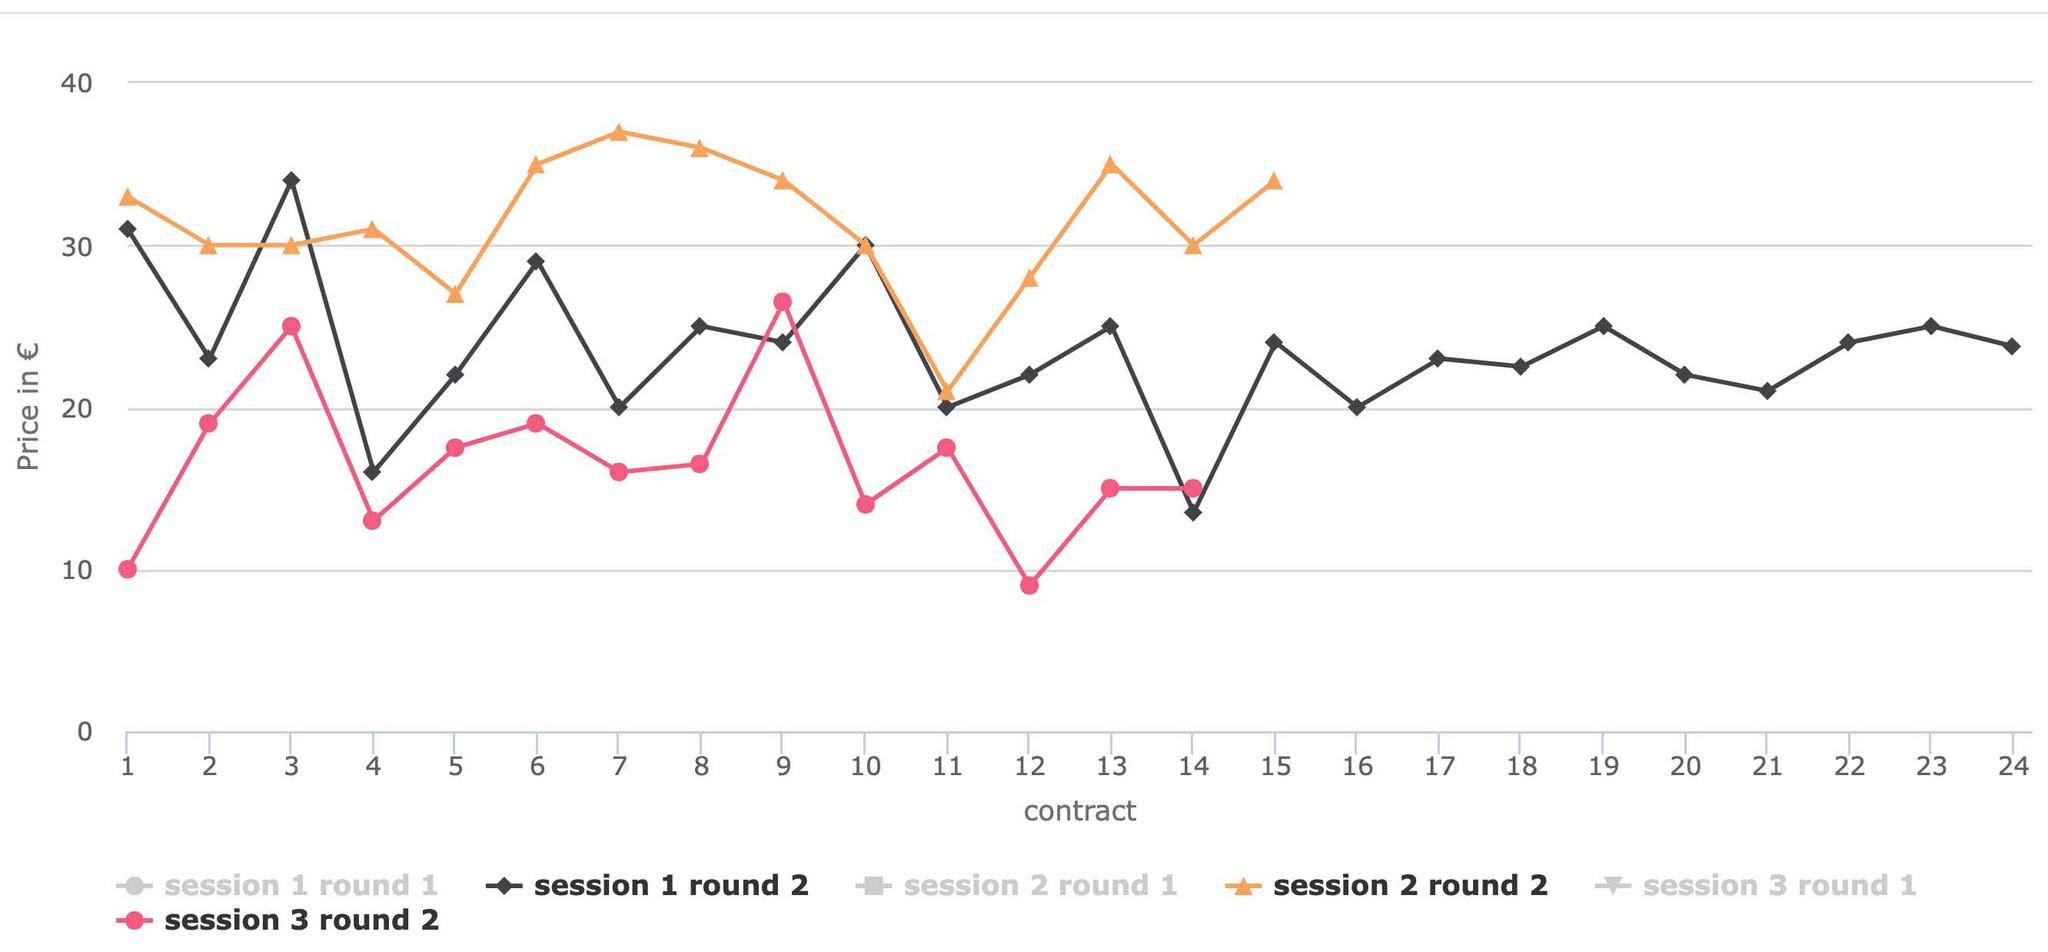 40
30
20
10
0
Price in €
1 2 3 4 5 6 7 8 9 10 11 12 13 14 15 16 17 18 19 20 21 22 23 24
contract
session 1 round 1 session 1 round 2 session 2 round 1 session 2 round 2 session 3 round 1
session 3 round 2